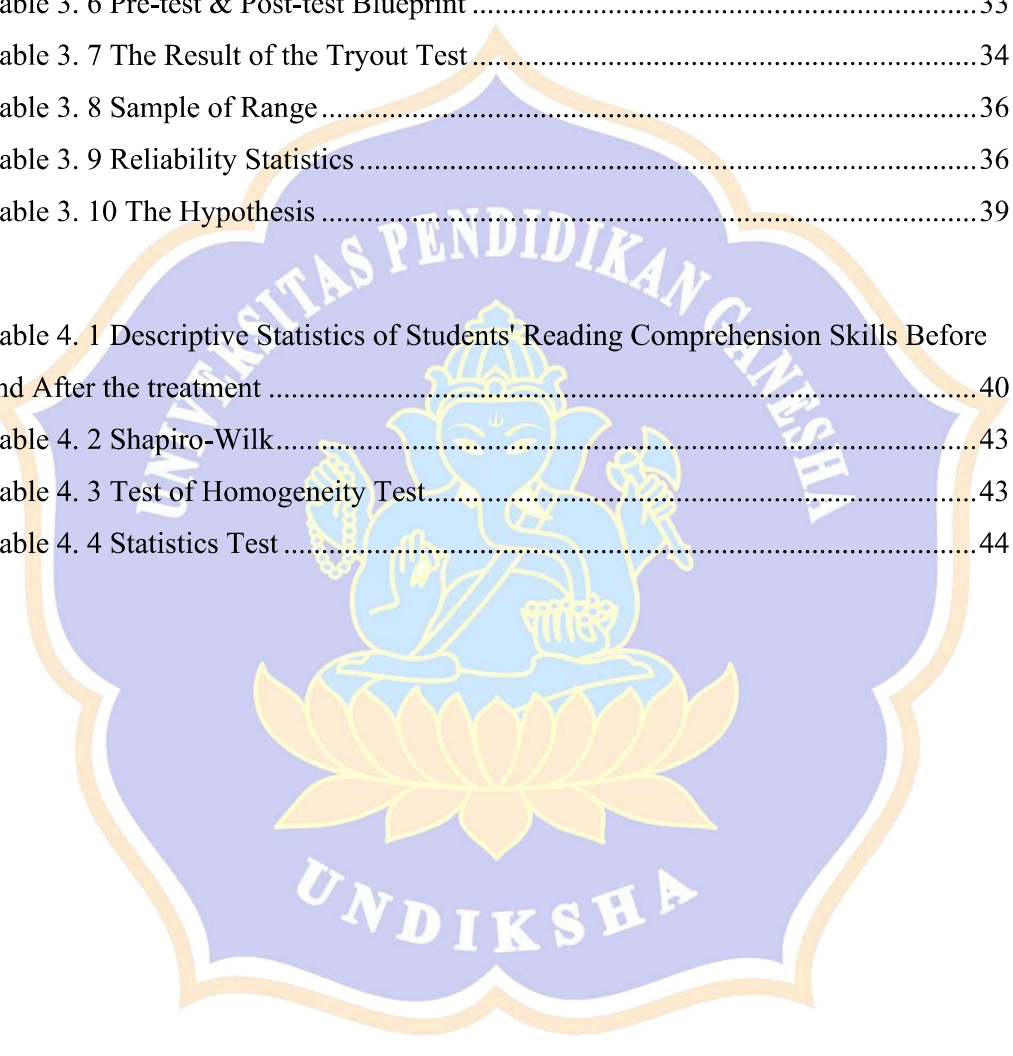 able 3. 6 Pre-test & Post-test Blueprint ........................................................ 33
able 3. 7 The Result of the Tryout Test ........................................................ 34
able 3. 8 Sample of Range ........................................................ 36
able 3. 9 Reliability Statistics ........................................................ 36
able 3. 10 The Hypothesis ........................................................ 39
UNIVERSITAS PENDIDIKAN GANESHA
able 4. 1 Descriptive Statistics of Students' Reading Comprehension Skills Before
nd After the treatment ........................................................ 40
able 4. 2 Shapiro-Wilk ........................................................ 43
able 4. 3 Test of Homogeneity Test ........................................................ 43
able 4. 4 Statistics Test ........................................................ 44
UNDIKSHA